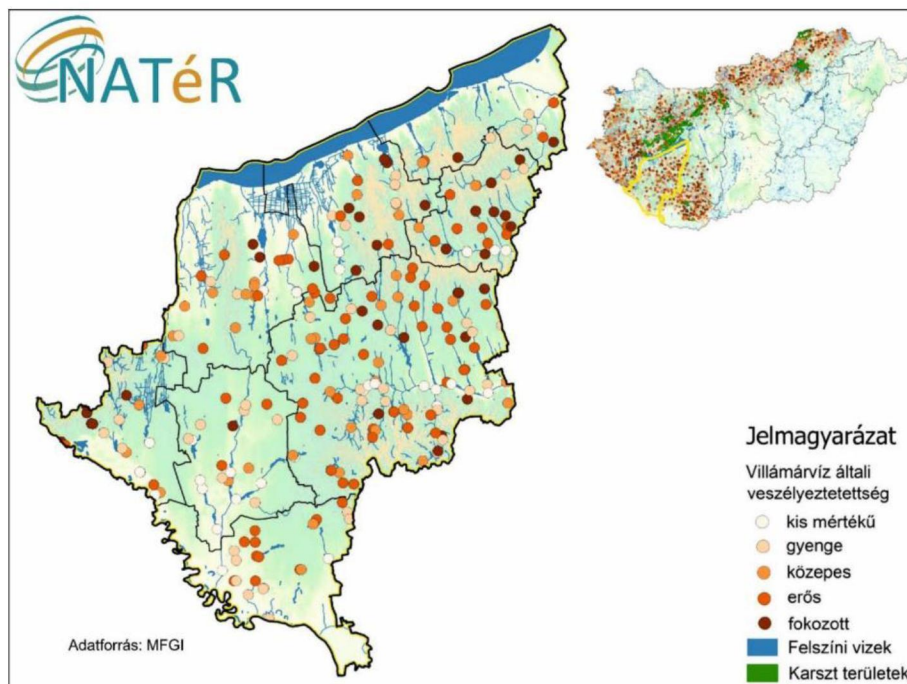 NATéR
Jelmagyarázat
Villámárvíz általi
veszélyeztetettség
kis mértékű
gyenge
közepes
erős
fokozott
Felszíni vizek
Karszt területek
Adatforrás: MFGI